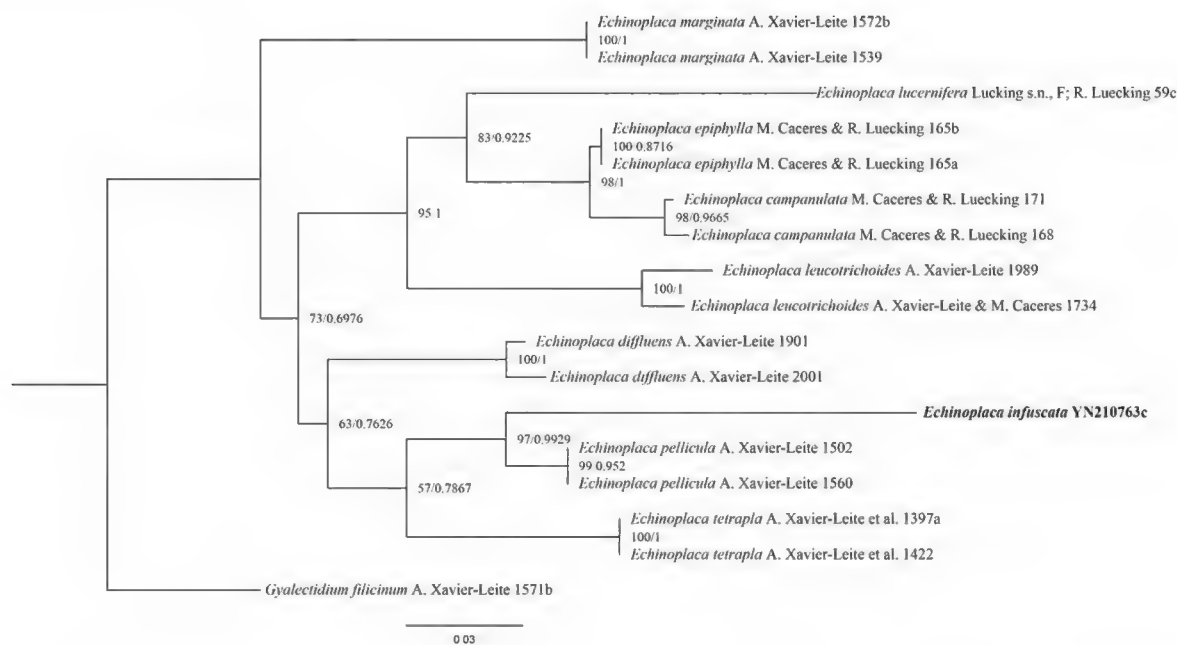 Echinoplaca marginata A. Xavier-Leite 1572b
100/1
Echinoplaca marginata A. Xavier-Leite 1539
Echinoplaca lucernifera Lucking s.n., F; R. Luecking 59c
83/0.9225
Echinoplaca epiphylla M. Caceres & R. Luecking 165b
100 0.8716
Echinoplaca epiphylla M. Caceres & R. Luecking 165a
98/1
Echinoplaca campanulata M. Caceres & R. Luecking 171
98/0.9665
Echinoplaca campanulata M. Caceres & R. Luecking 168
95 1
Echinoplaca leucotrichoides A. Xavier-Leite 1989
100/1
Echinoplaca leucotrichoides A. Xavier-Leite & M. Caceres 1734
73/0.6976
Echinoplaca diffluens A. Xavier-Leite 1901
100/1
Echinoplaca diffluens A. Xavier-Leite 2001
63/0.7626
Echinoplaca infuscata YN210763c
97/0.9929
Echinoplaca pellicula A. Xavier-Leite 1502
99 0.952
Echinoplaca pellicula A. Xavier-Leite 1560
57/0.7867
Echinoplaca tetrapla A. Xavier-Leite et al. 1397a
100/1
Echinoplaca tetrapla A. Xavier-Leite et al. 1422
Gyalectidium filicinum A. Xavier-Leite 1571b
0 03